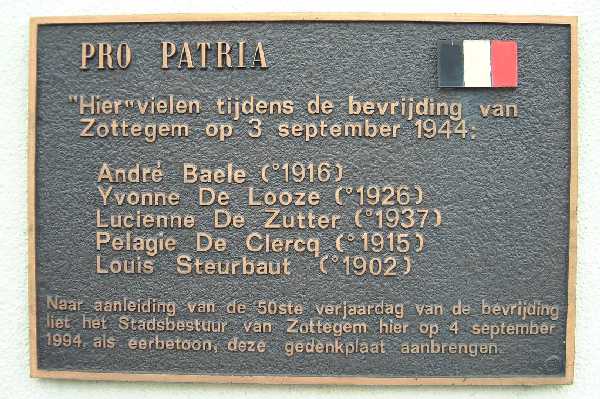 PRO PATRIA
"Hier" vielen tijdens de bevrijding van
Zottegem op 3 september 1944:
André Baele (°1916)
Yvonne De Looze (°1926)
Lucienne De Zutter (°1937)
Pelagie De Clercq (°1915)
Louis Steurbaut (°1902)
Naar aanleiding van de 50ste verjaardag van de bevrijding
liet het Stadsbestuur van Zottegem hier op 4 september
1994, als eerbetoon, deze gedenkplaat aanbrengen.